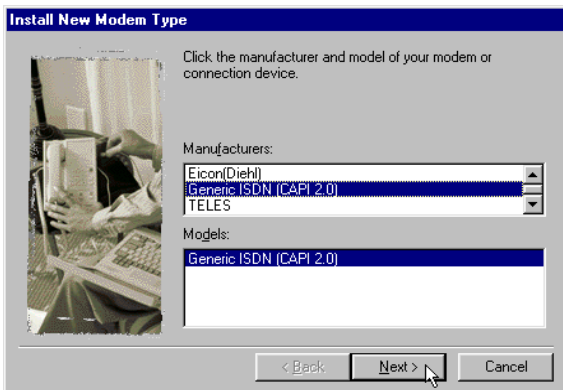 Install New Modem Type
Click the manufacturer and model of your modem or
connection device.
Manufacturers:
Eicon(Diehl)
Generic ISDN (CAPI 2.0)
TELES
Models:
Generic ISDN (CAPI 2.0)
< Back
Next >
Cancel